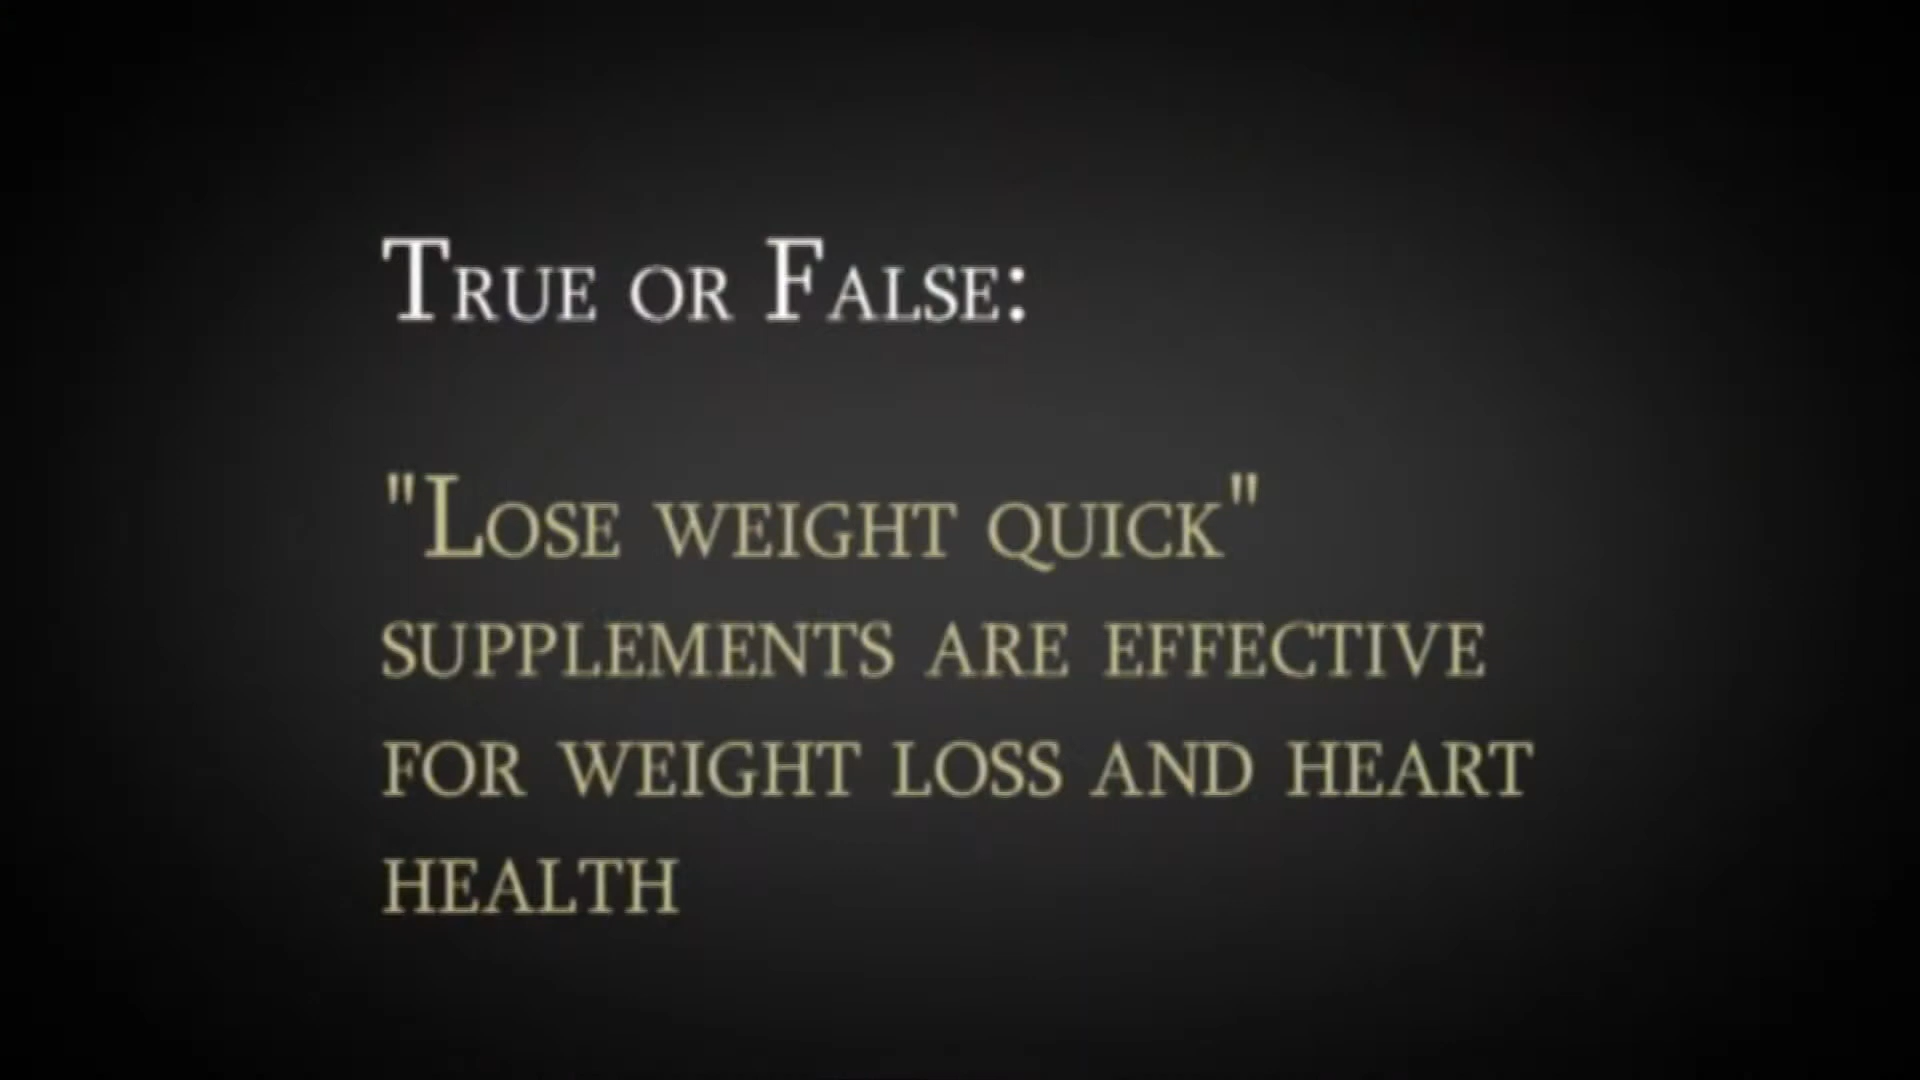 True or False:
"Lose weight quick"
supplements are effective
for weight loss and heart
health